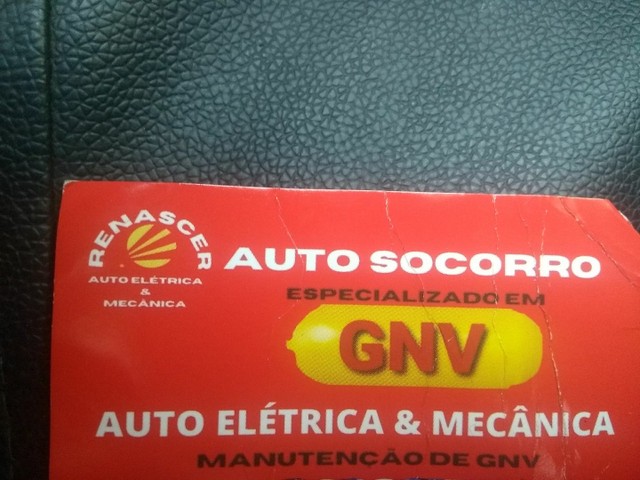 RENASCER
AUTO ELÉTRICA
&
MECÂNICA
AUTO SOCORRO
ESPECIALIZADO EM
GNV
AUTO ELÉTRICA & MECÂNICA
MANUTENÇÃO DE GNV